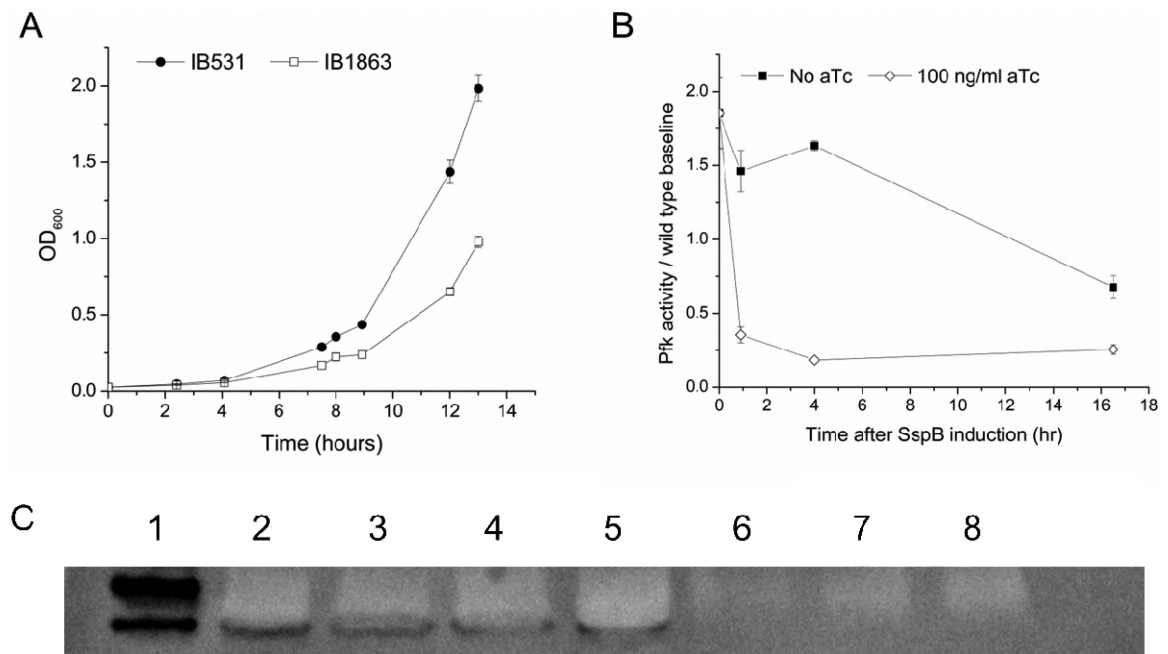 A
IB531 IB1863
2.0
1.5
1.0
0.5
0.0
OD600
0 2 4 6 8 10 12 14
Time (hours)
B
No aTc 100 ng/ml aTc
2.0
1.5
1.0
0.5
0.0
Pfk activity / wild type baseline
0 2 4 6 8 10 12 14 16 18
Time after SspB induction (hr)
C
1 2 3 4 5 6 7 8